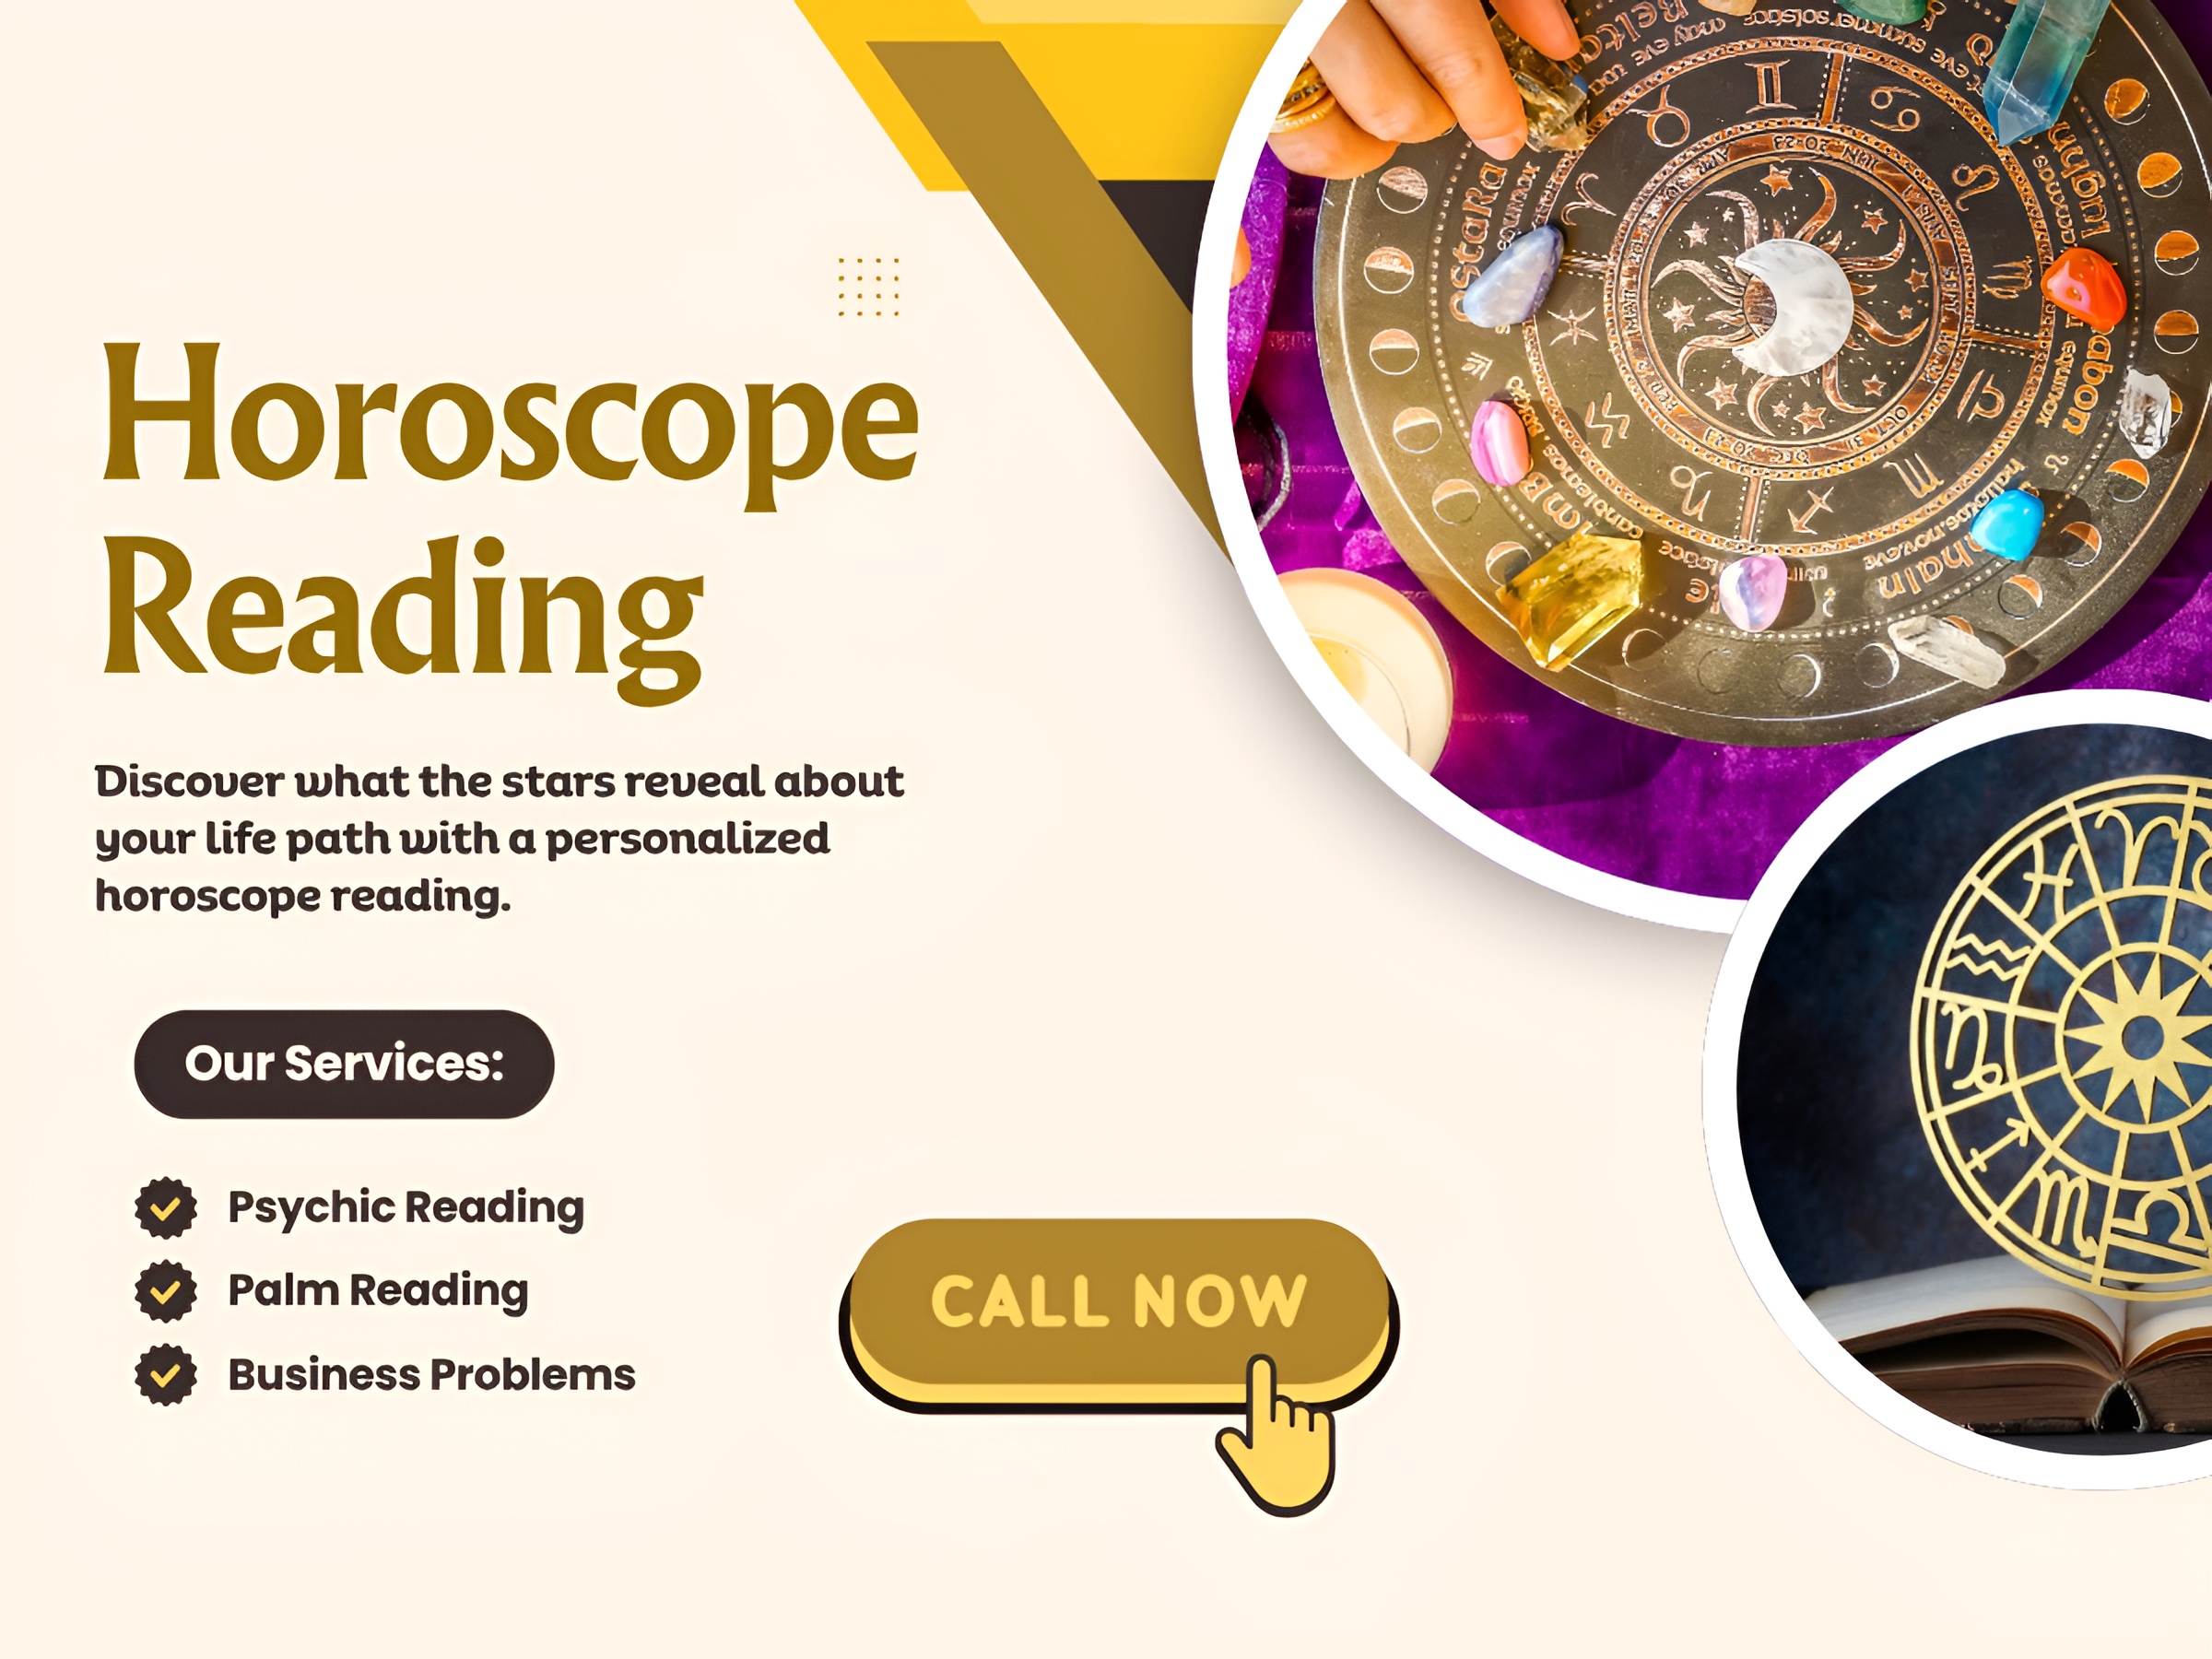 Horoscope
Reading
Discover what the stars reveal about
your life path with a personalized
horoscope reading.
Our Services:
Psychic Reading
Palm Reading
Business Problems
CALL NOW